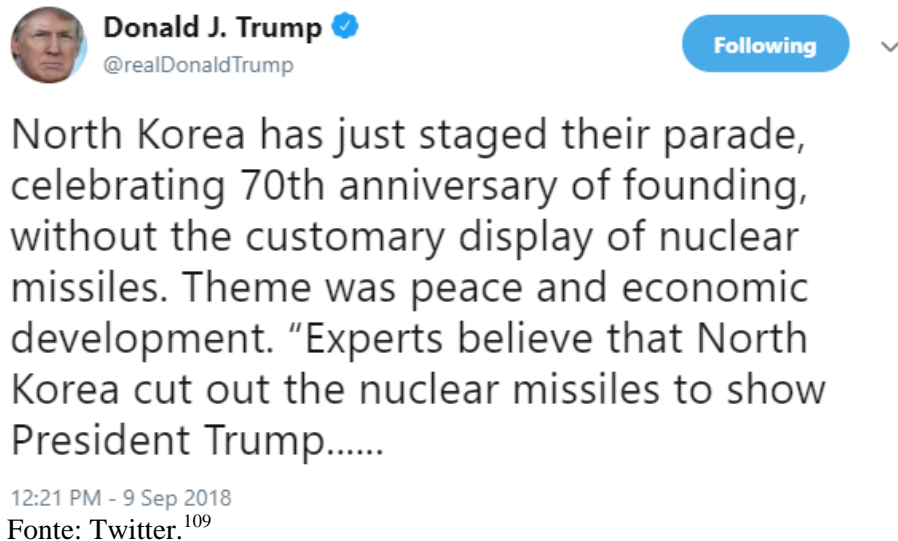 Donald J. Trump
@realDonaldTrump
Following
North Korea has just staged their parade,
celebrating 70th anniversary of founding,
without the customary display of nuclear
missiles. Theme was peace and economic
development. “Experts believe that North
Korea cut out the nuclear missiles to show
President Trump......
12:21 PM - 9 Sep 2018
Fonte: Twitter.109